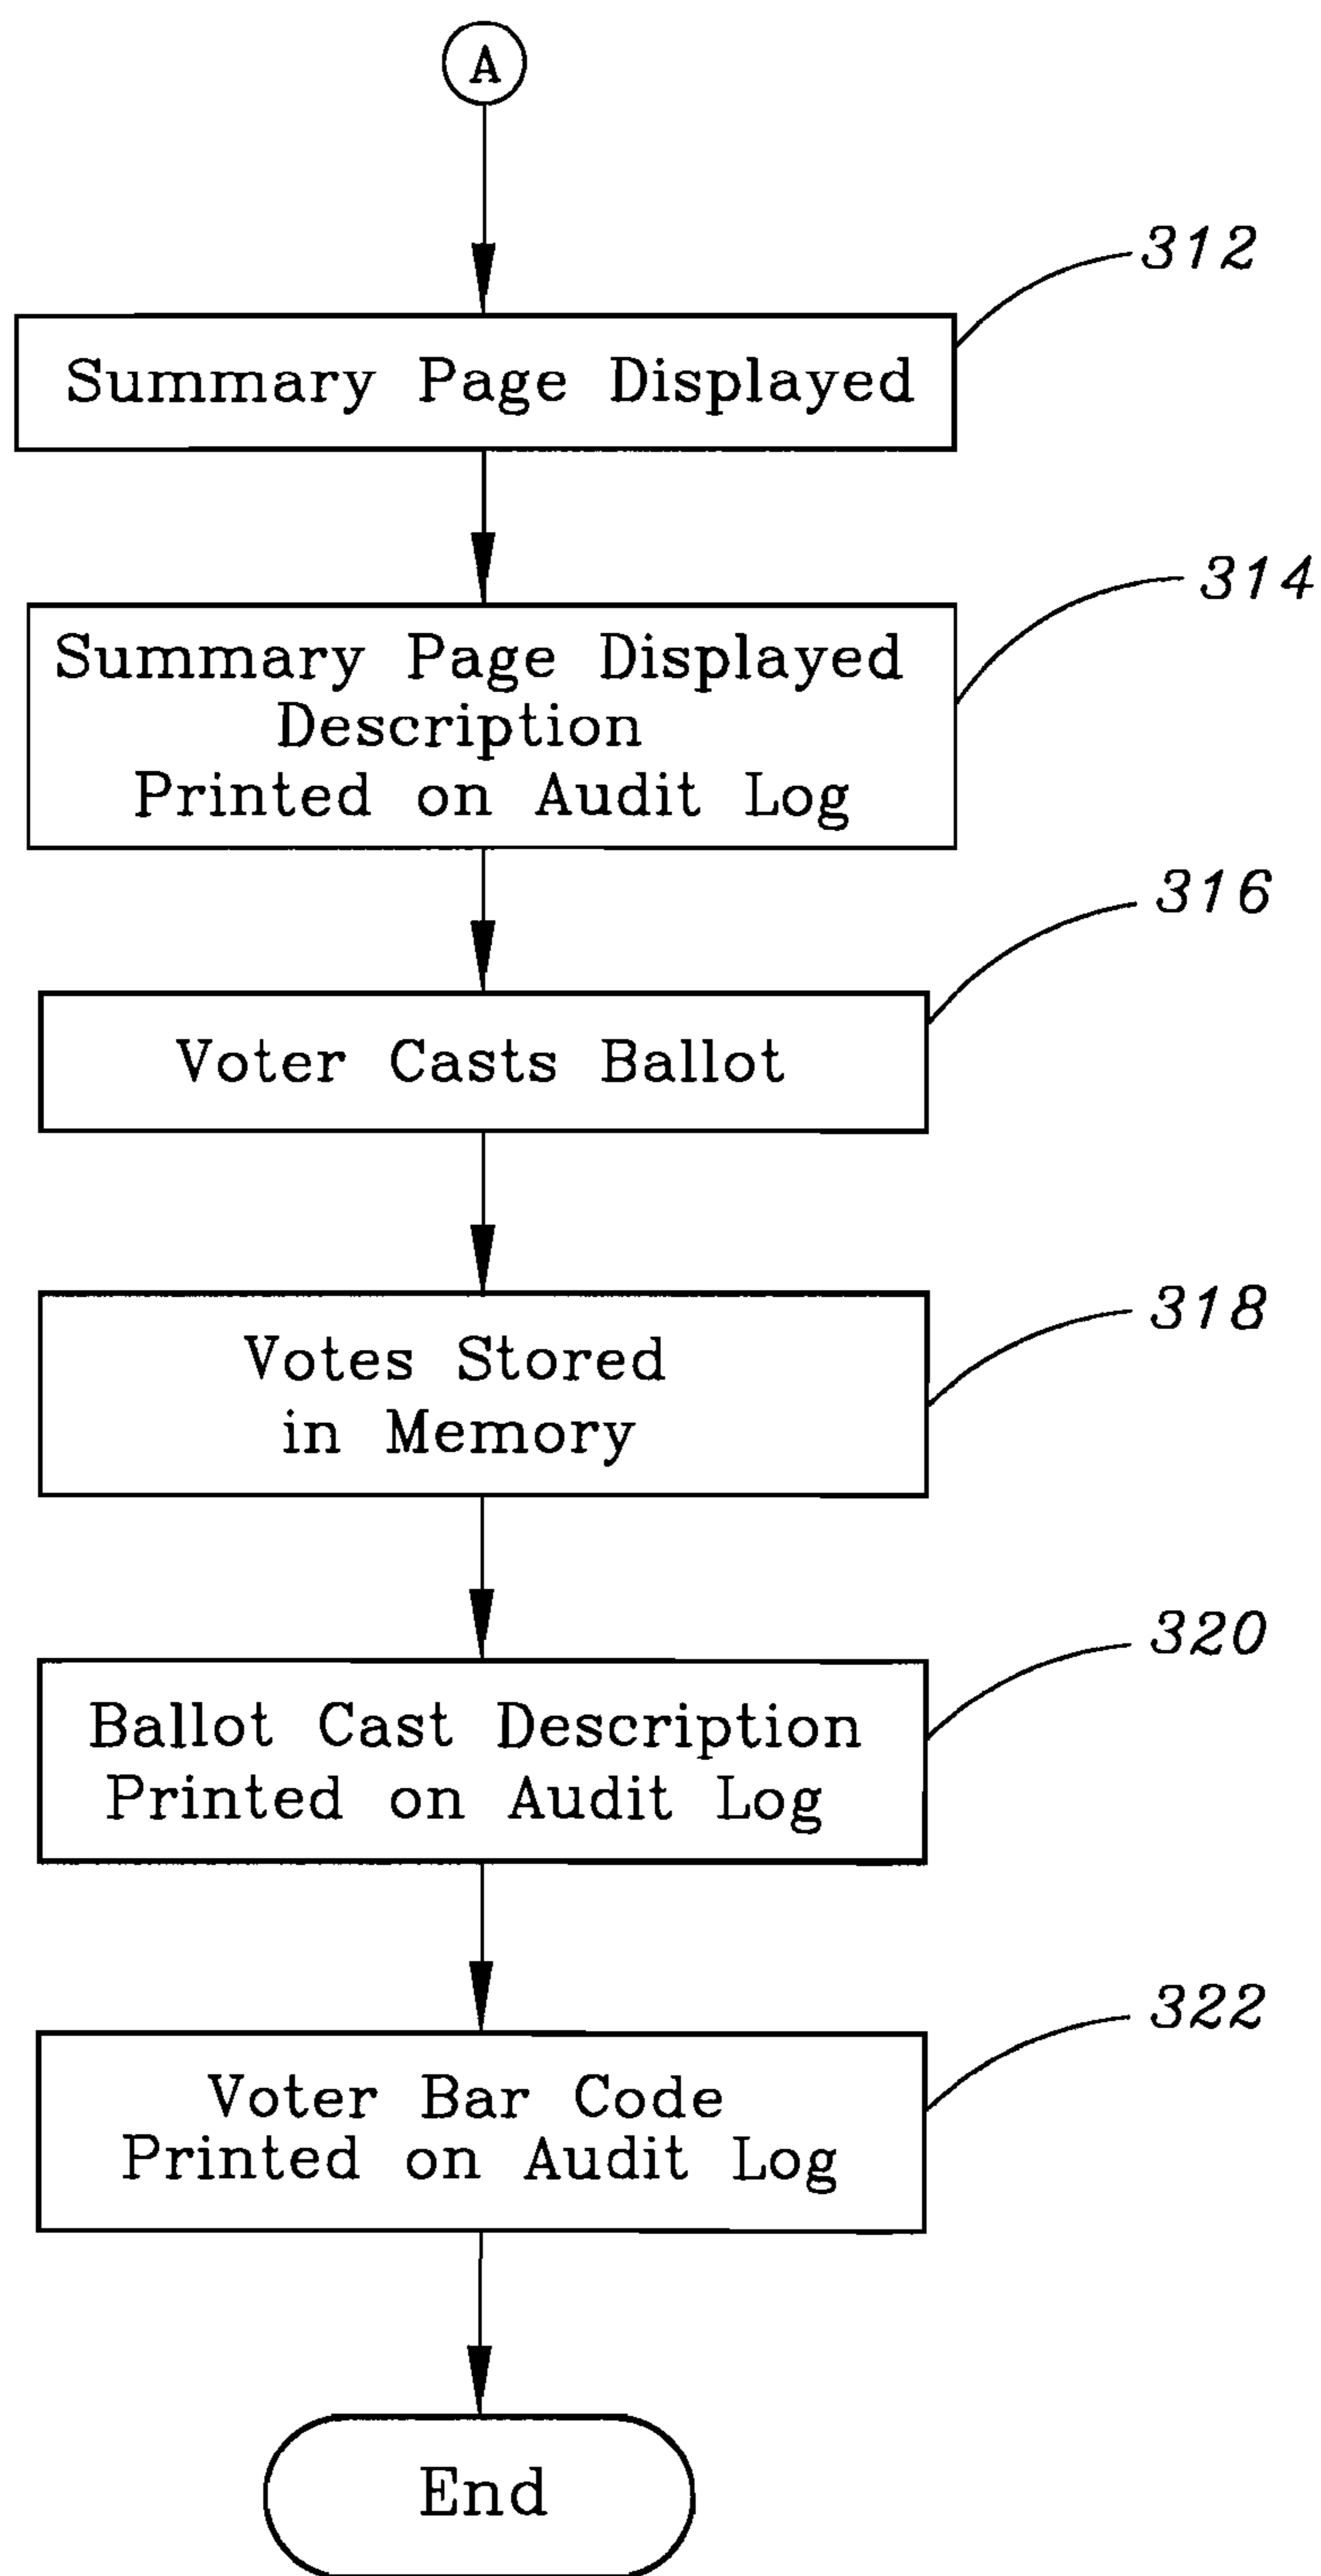 A
312
Summary Page Displayed
314
Summary Page Displayed
Description
Printed on Audit Log
316
Voter Casts Ballot
318
Votes Stored
in Memory
320
Ballot Cast Description
Printed on Audit Log
322
Voter Bar Code
Printed on Audit Log
End